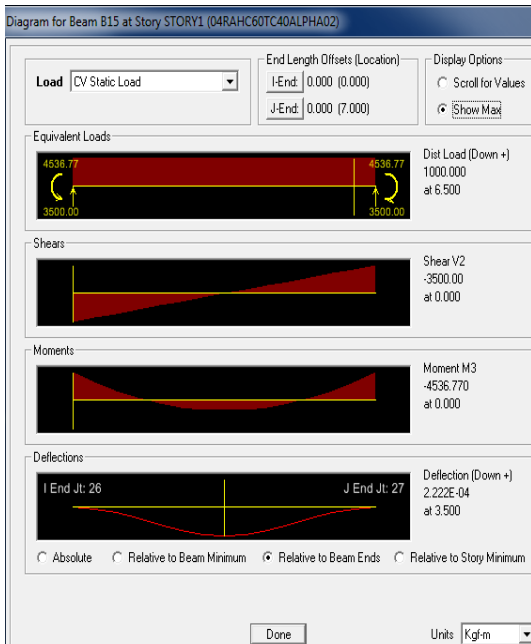 Diagram for Beam B15 at Story STORY1 (04RAHC60TC40ALPHA02)
Load CV Static Load
End Length Offsets (Location)
I-End: 0.000 (0.000)
J-End: 0.000 (7.000)
Display Options
Scroll for Values
Show Max
Equivalent Loads
4536.77 4536.77
3500.00 3500.00
Dist Load (Down +)
1000.000
at 6.500
Shears
Shear V2
-3500.00
at 0.000
Moments
Moment M3
-4536.770
at 0.000
Deflections
I End Jt: 26 J End Jt: 27
Deflection (Down +)
2.222E-04
at 3.500
Absolute Relative to Beam Minimum Relative to Beam Ends Relative to Story Minimum
Done Units Kgf-m